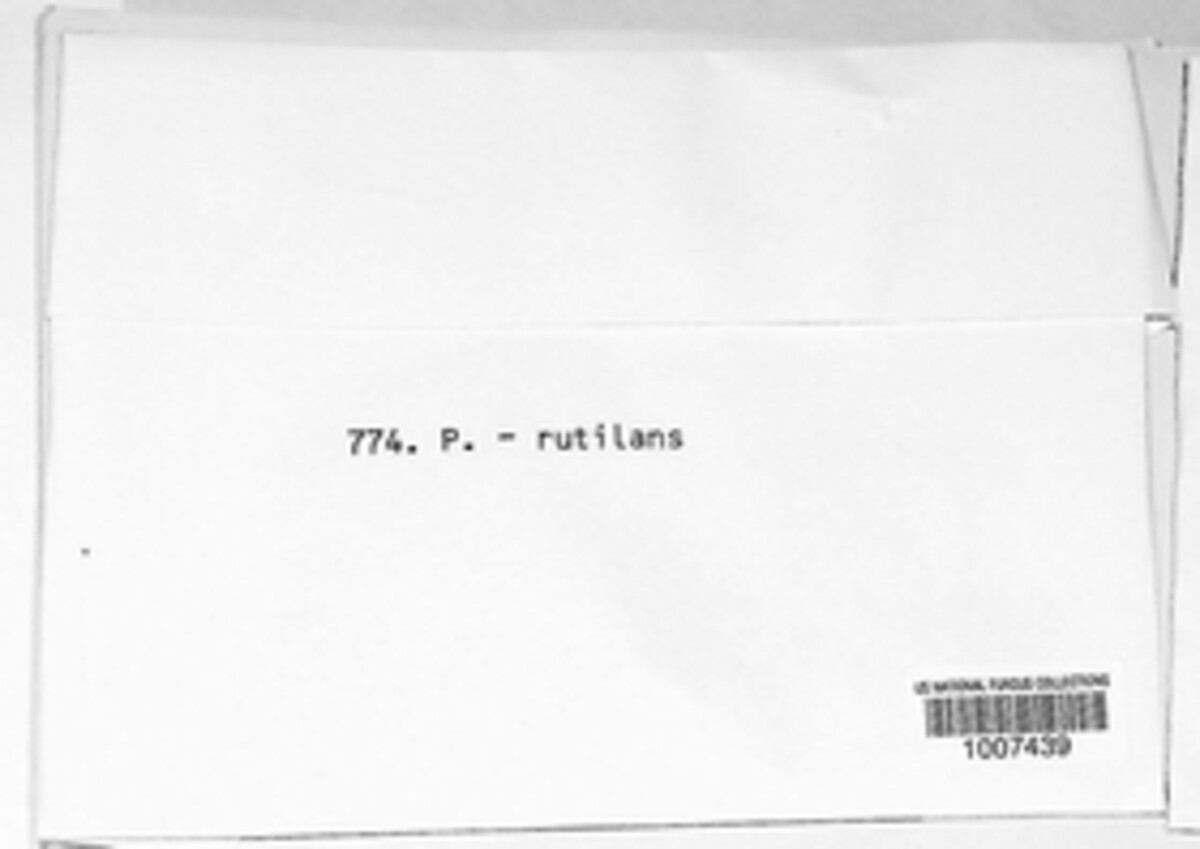 774. P. - rutilans
US NATIONAL FUNGUS COLLECTIONS
1007439